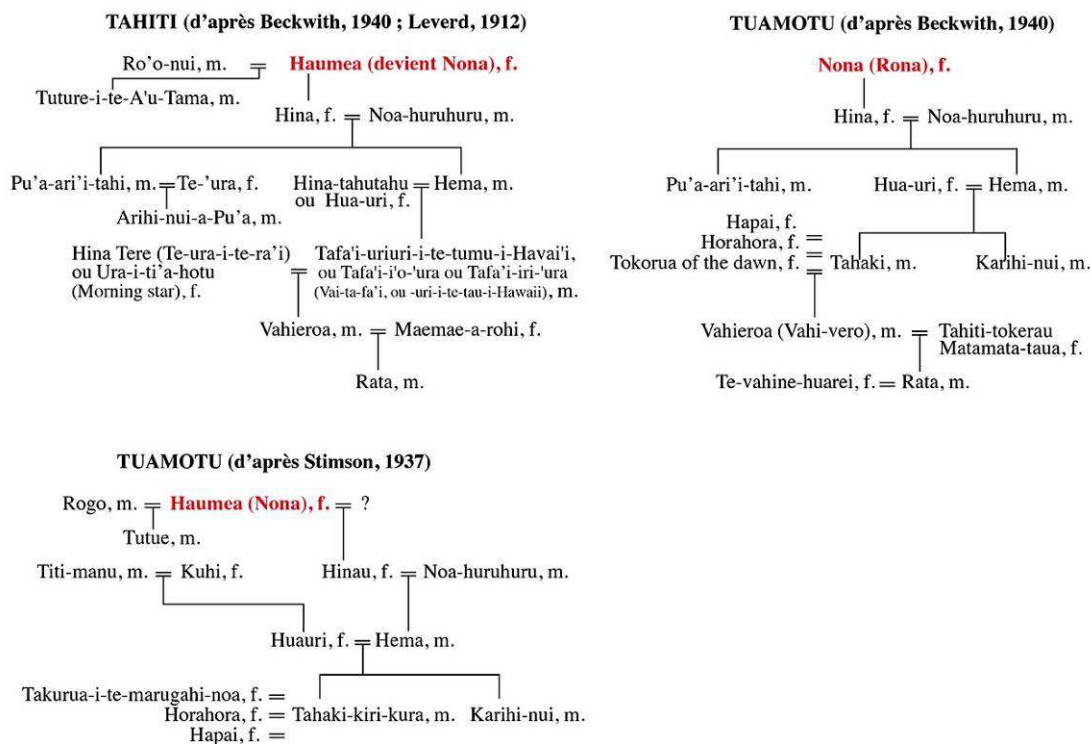 TAHITI (d'après Beckwith, 1940 ; Leverd, 1912)
Ro'o-nui, m. = Haumea (devient Nona), f.
Tuture-i-te-A'u-Tama, m.
Hina, f. = Noa-huruhuru, m.
Pu'a-ari'i-tahi, m. = Te-'ura, f.
Arihi-nui-a-Pu'a, m.
Hina-tahutahu = Hema, m.
ou Hua-uri, f.
Hina Tere (Te-ura-i-te-ra'i)
ou Ura-i-ti'a-hotu
(Morning star), f.
=
Tafa'i-uriuri-i-te-tumu-i-Havai'i,
ou Tafa'i-i'o-'ura ou Tafa'i-iri-'ura
(Vai-ta-fa'i, ou -uri-i-te-tau-i-Hawaii), m.
Vahieroa, m. = Maemae-a-rohi, f.
Rata, m.
TUAMOTU (d'après Beckwith, 1940)
Nona (Rona), f.
Hina, f. = Noa-huruhuru, m.
Pu'a-ari'i-tahi, m.
Hua-uri, f. = Hema, m.
Hapai, f.
Horahora, f. =
Tokorua of the dawn, f. = Tahaki, m.
=
Karihi-nui, m.
Vahieroa (Vahi-vero), m. = Tahiti-tokerau
Matamata-taua, f.
Te-vahine-huarei, f. = Rata, m.
TUAMOTU (d'après Stimson, 1937)
Rogo, m. = Haumea (Nona), f. = ?
Tutue, m.
Titi-manu, m. = Kuhi, f.
Hinau, f. = Noa-huruhuru, m.
Huauri, f. = Hema, m.
Takurua-i-te-marugahi-noa, f. =
Horahora, f. = Tahaki-kiri-kura, m.
Hapai, f. =
Karihi-nui, m.